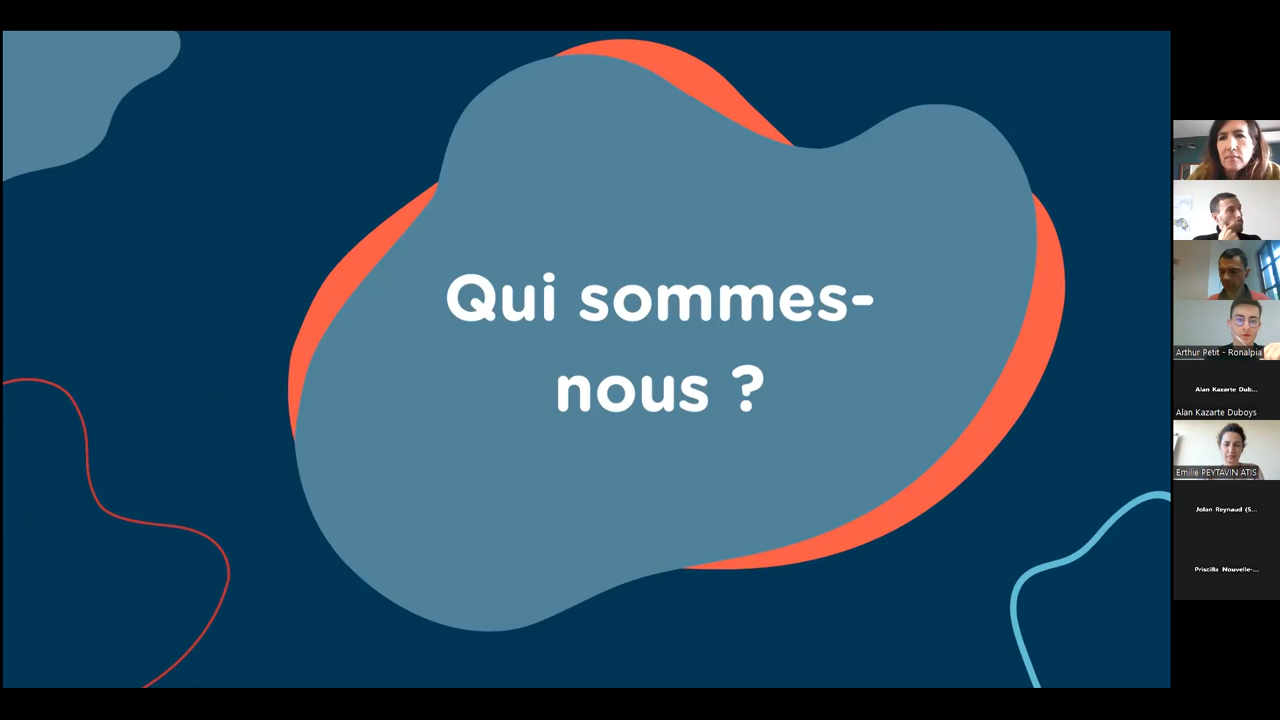 Qui sommes-
nous ?
Arthur Petit - Ronalpia
Alan Kazarte Dub...
Alan Kazarte Duboys
Emilie PEYTAVIN ATIS
Jolan Reynaud (S...
Priscilla Nouvelle-...